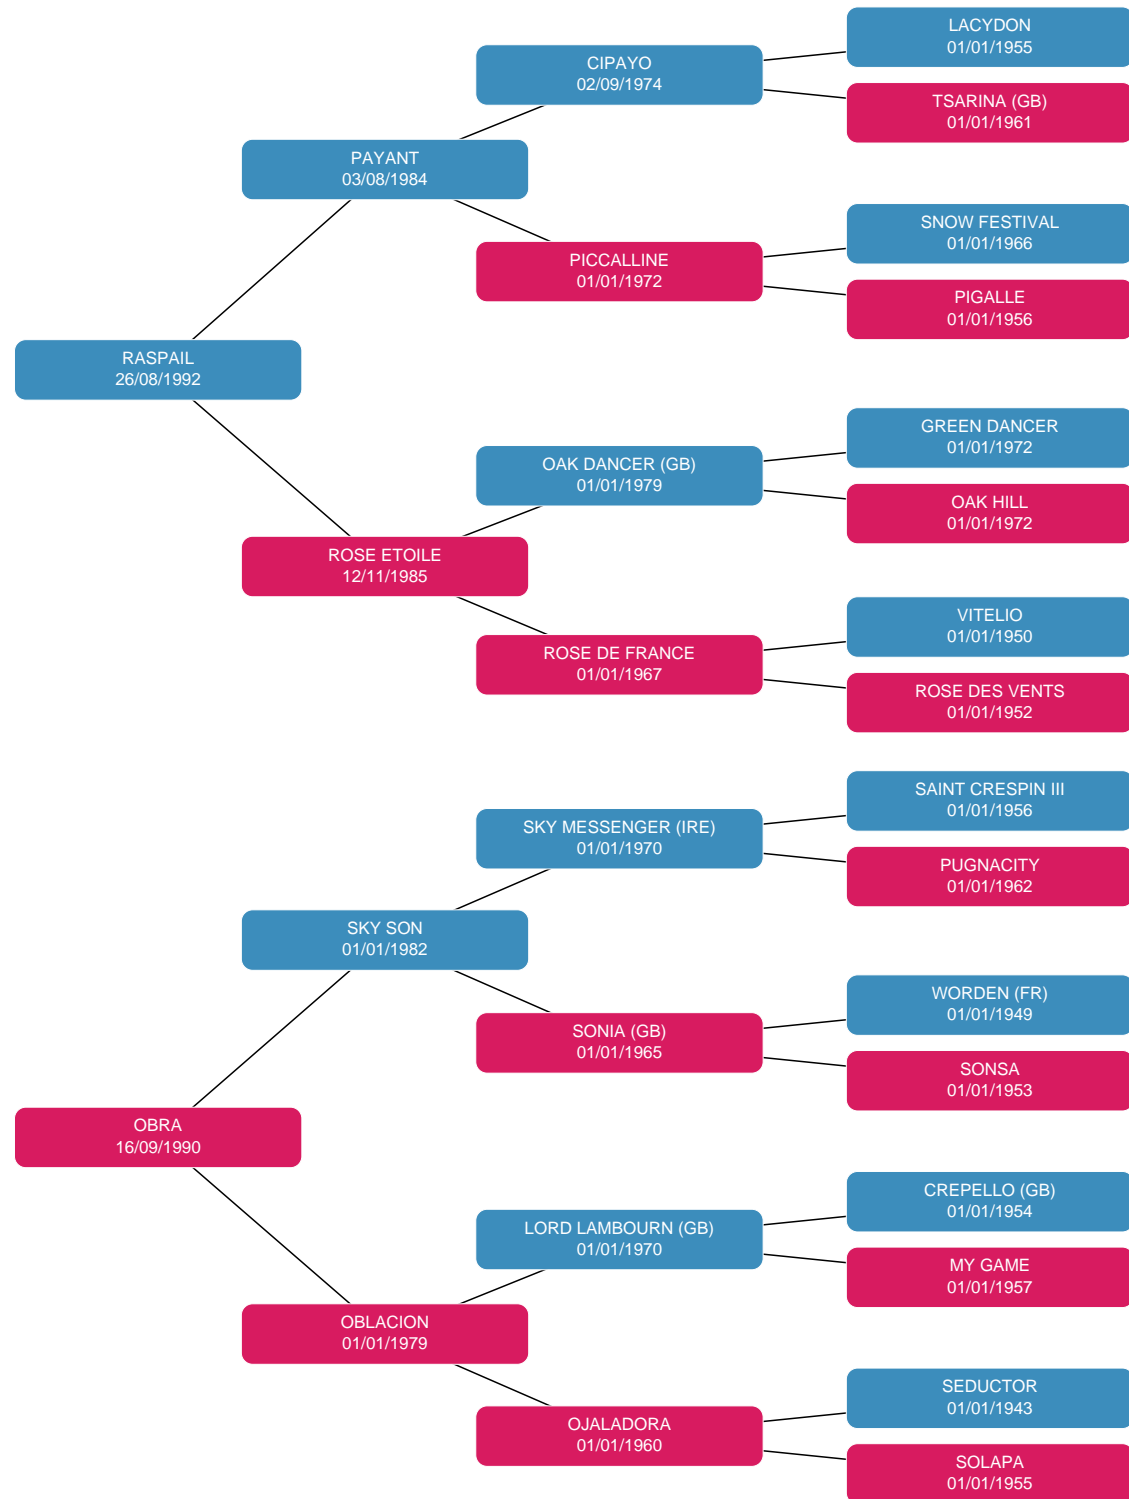 LACYDON
01/01/1955
CIPAYO
02/09/1974
TSARINA (GB)
01/01/1961
PAYANT
03/08/1984
SNOW FESTIVAL
01/01/1966
PICCALLINE
01/01/1972
PIGALLE
01/01/1956
RASPAIL
26/08/1992
GREEN DANCER
01/01/1972
OAK DANCER (GB)
01/01/1979
OAK HILL
01/01/1972
ROSE ETOILE
12/11/1985
VITELIO
01/01/1950
ROSE DE FRANCE
01/01/1967
ROSE DES VENTS
01/01/1952
SAINT CRESPIN III
01/01/1956
SKY MESSENGER (IRE)
01/01/1970
PUGNACITY
01/01/1962
SKY SON
01/01/1982
WORDEN (FR)
01/01/1949
SONIA (GB)
01/01/1965
SONSA
01/01/1953
OBRA
16/09/1990
CREPELLO (GB)
01/01/1954
LORD LAMBOURN (GB)
01/01/1970
MY GAME
01/01/1957
OBLACION
01/01/1979
SEDUCTOR
01/01/1943
OJALADORA
01/01/1960
SOLAPA
01/01/1955